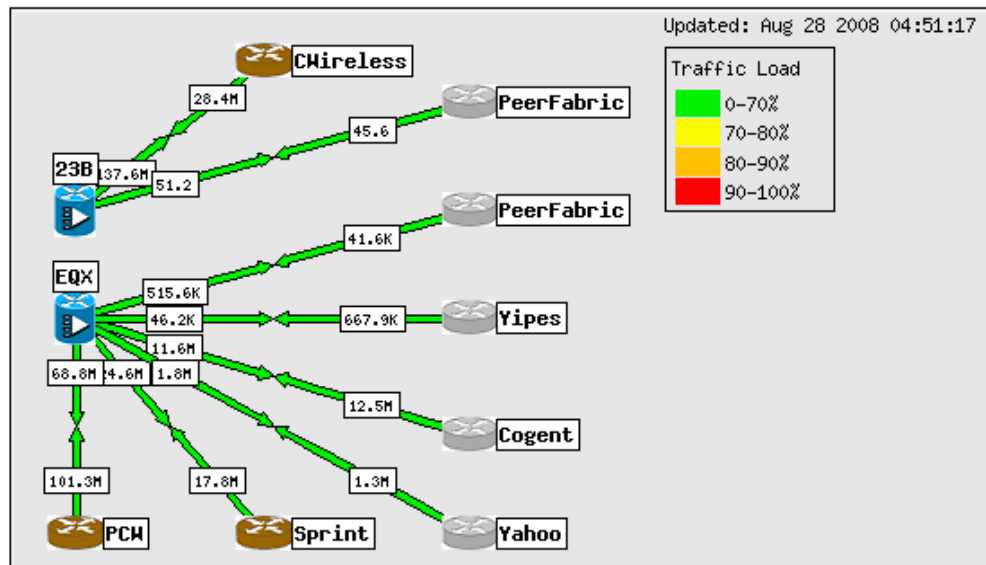 Updated: Aug 28 2008 04:51:17
CWireless
Traffic Load
0-70%
70-80%
80-90%
90-100%
28.4M
PeerFabric
45.6
23B
137.6M
51.2
PeerFabric
41.6K
EQX
515.6K
46.2K
667.9K
Yipes
11.6M
68.8M
1.8M
12.5M
Cogent
101.3M
17.8M
1.3M
PCW
Sprint
Yahoo